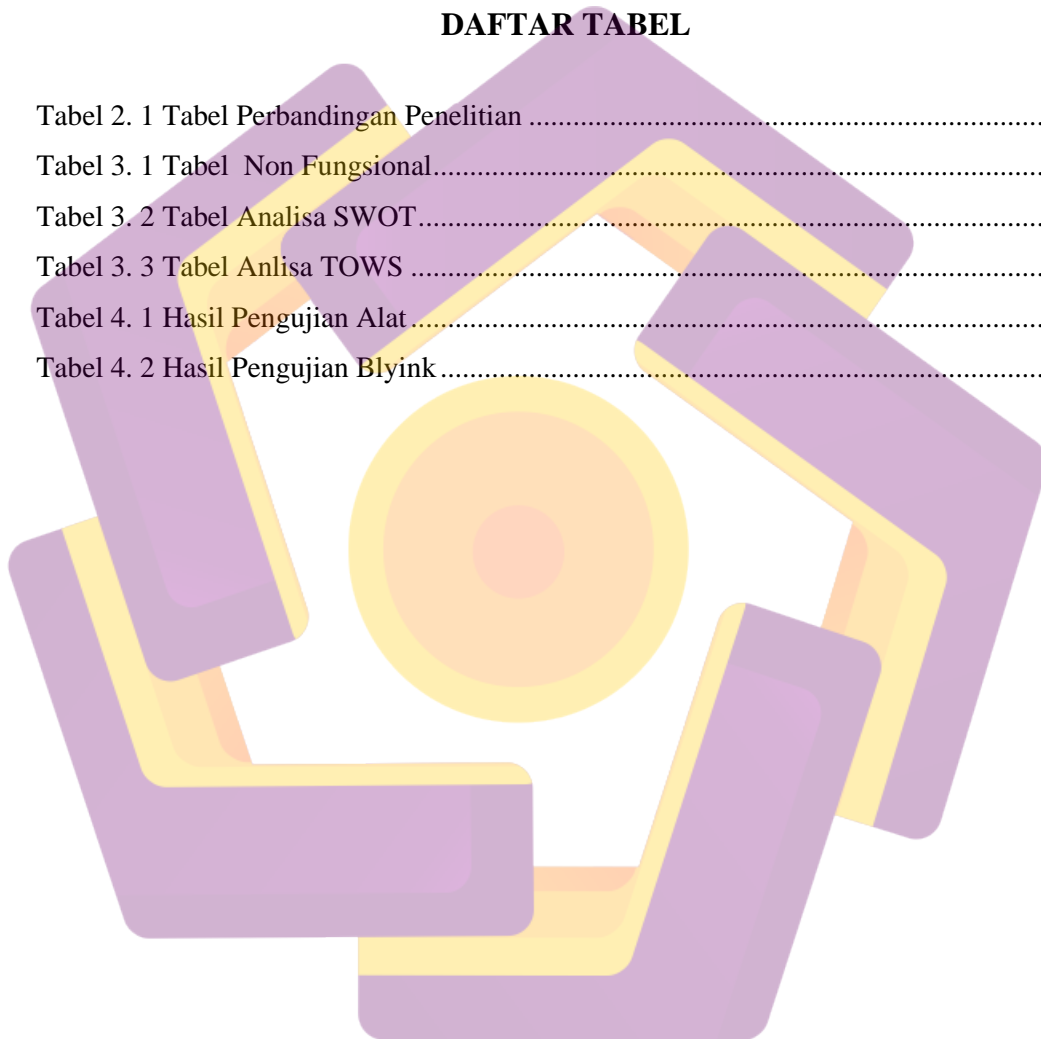 DAFTAR TABEL
Tabel 2. 1 Tabel Perbandingan Penelitian ........................................................................
Tabel 3. 1 Tabel  Non Fungsional.....................................................................................
Tabel 3. 2 Tabel Analisa SWOT.......................................................................................
Tabel 3. 3 Tabel Anlisa TOWS ........................................................................................
Tabel 4. 1 Hasil Pengujian Alat ........................................................................................
Tabel 4. 2 Hasil Pengujian Blyink ....................................................................................